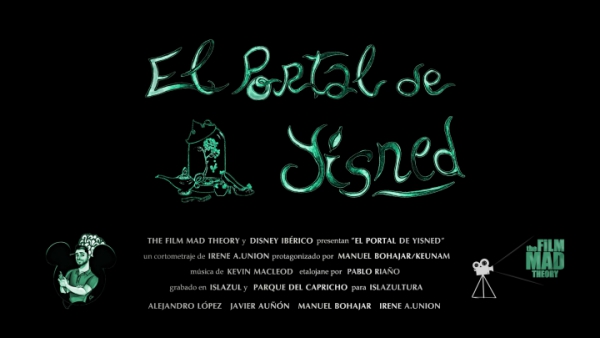 El Portal de
Yisned
THE FILM MAD THEORY y DISNEY IBÉRICO presentan "EL PORTAL DE YISNED"
un cortometraje de IRENE A.UNION protagonizado por MANUEL BOHAJAR/KEUNAM
música de KEVIN MACLEOD etalojane por PABLO RIAÑO
grabado en ISLAZUL y PARQUE DEL CAPRICHO para ISLAZULTURA
ALEJANDRO LÓPEZ JAVIER AUÑÓN MANUEL BOHAJAR IRENE A.UNION
the FILM
MAD
THEORY